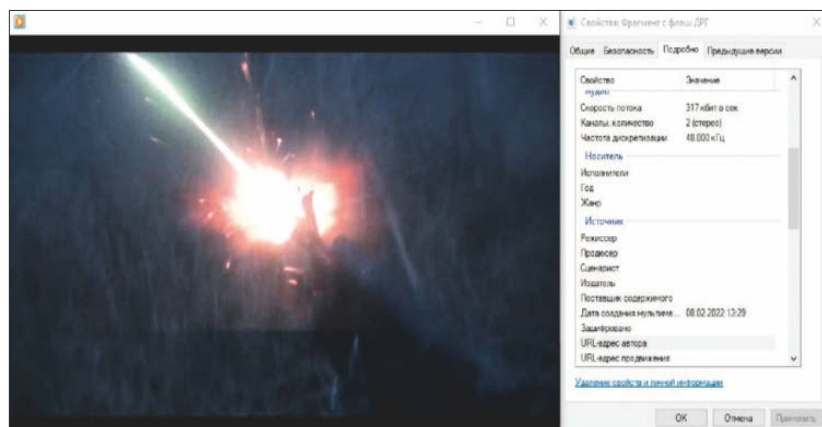 Свойства: Фрагмент с флаш ДРГ
Общие Безопасность Подробно Предыдущие версии
Свойство Значение
Аудио
Скорость потока 317 кбит в сек
Каналы, количество 2 (стерео)
Частота дискретизации 48.000 кГц
Носитель
Исполнители
Год
Жанр
Источник
Режиссер
Продюсер
Сценарист
Издатель
Поставщик содержимого
Дата создания мультиме... 08.02.2022 13:29
Зашифровано
URL-адрес автора
URL-адрес продвижения
Удаление свойств и личной информации
OK Отмена Применить